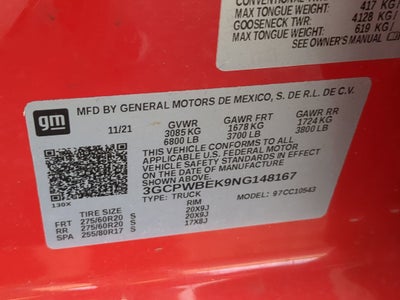 CONVENTIONAL TWR:
417 KG /
MAX TONGUE WEIGHT:
4128 KG /
GOOSENECK TWR:
619 KG /
MAX TONGUE WEIGHT:
SEE OWNER'S MANUAL
gm
MFD BY GENERAL MOTORS DE MEXICO, S. DE R.L. DE C.V.
11/21 GVWR GAWR FRT GAWR RR
3085 KG 1678 KG 1724 KG
6800 LB 3700 LB 3800 LB
THIS VEHICLE CONFORMS TO ALL APPLICABLE
FEDERAL MOTOR VEHICLE SAFETY
STANDARDS IN EFFECT ON THE DATE
OF MANUFACTURE SHOWN ABOVE.
3GCPWBEK9NG148167
TYPE: TRUCK MODEL: 97CC10543
130X
TIRE SIZE RIM
FRT 275/60R20 S 20X9J
RR 275/60R20 S 20X9J
SPA 255/80R17 S 17X8J